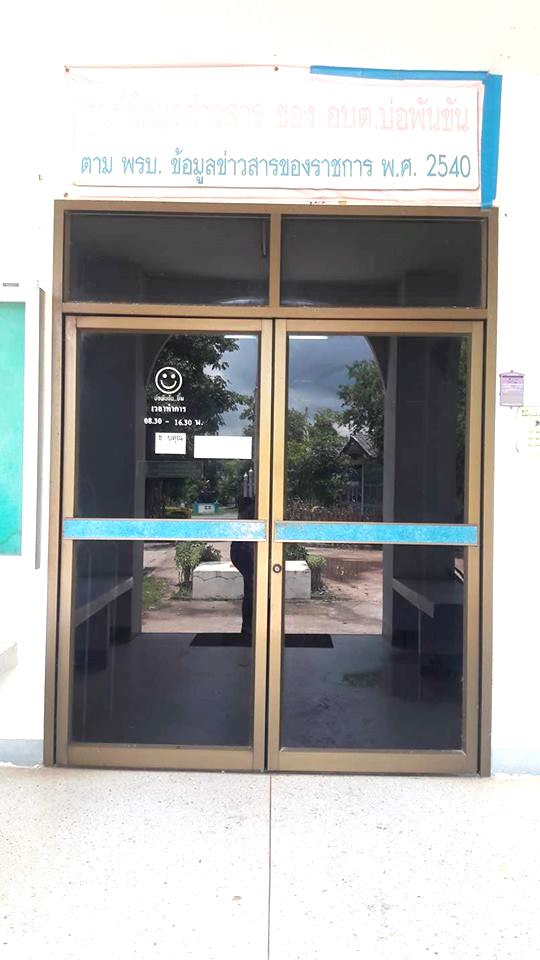 ศูนย์ข้อมูลข่าวสาร ของ อบต.บ่อพันขัน
ตาม พรบ. ข้อมูลข่าวสารของราชการ พ.ศ. 2540
เวลาทำการ
08.30 - 16.30 น.